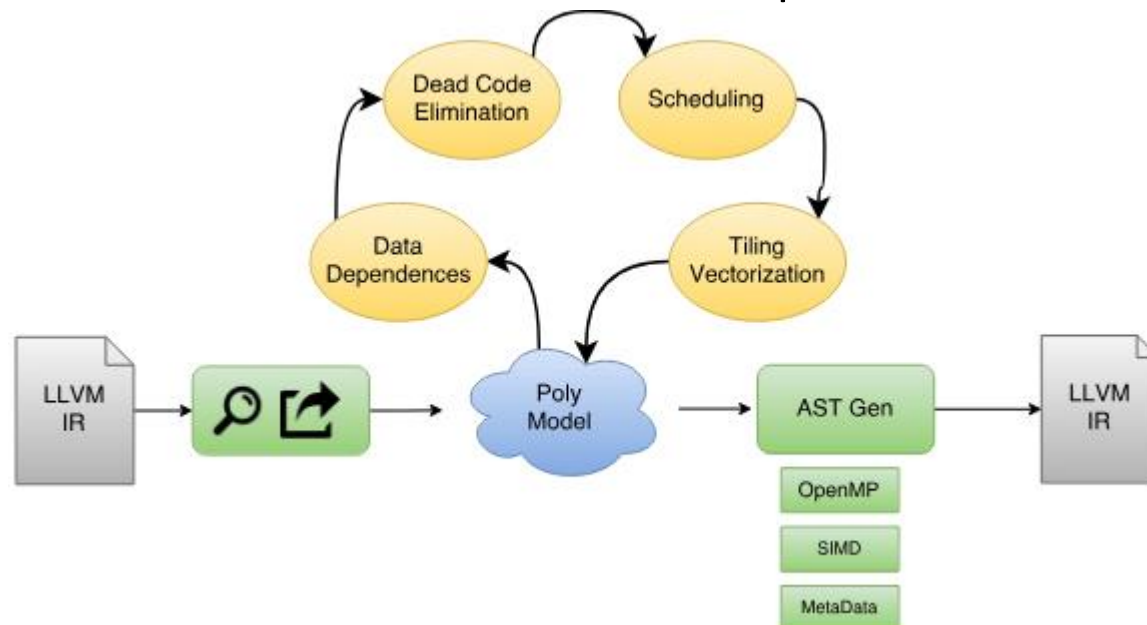 Dead Code
Elimination
Scheduling
Data
Dependences
Tiling
Vectorization
LLVM
IR
Poly
Model
AST Gen
LLVM
IR
OpenMP
SIMD
MetaData